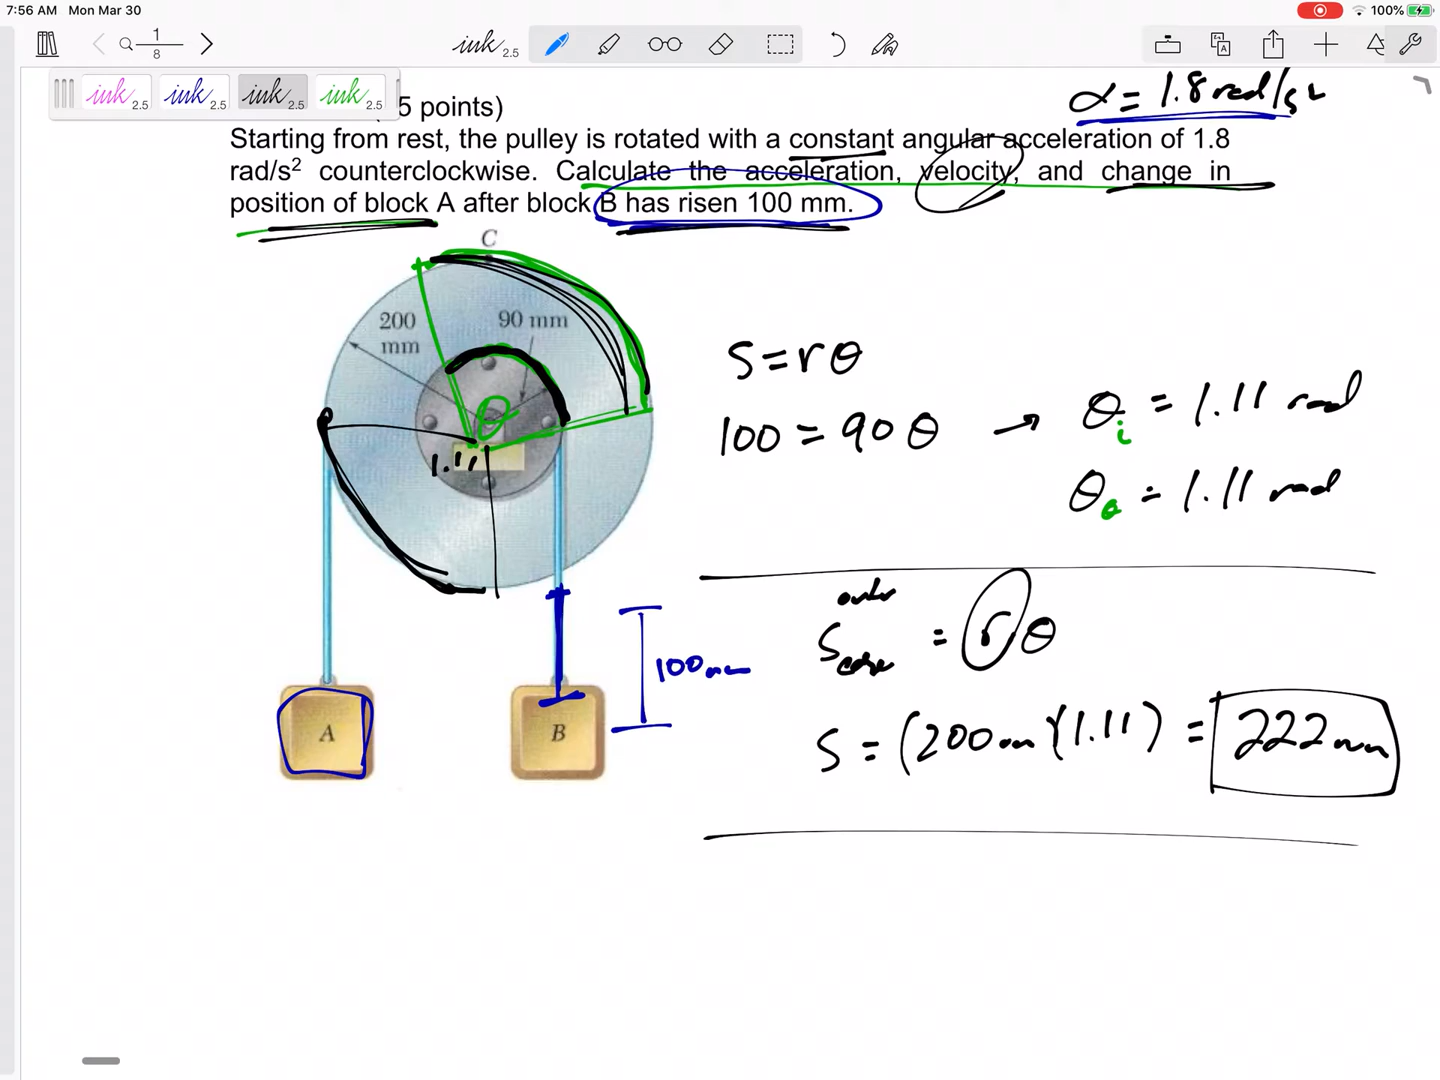 7:56 AM Mon Mar 30
100%
1
8
ink 2.5
ink 2.5 ink 2.5 ink 2.5 ink 2.5
5 points)
α = 1.8 rad/s²
Starting from rest, the pulley is rotated with a constant angular acceleration of 1.8
rad/s² counterclockwise. Calculate the acceleration, velocity, and change in
position of block A after block B has risen 100 mm.
C
200
mm
90 mm
θ
1.11
A
B
100mm
S = rθ
100 = 90θ → θi = 1.11 rad
θo = 1.11 rad
outer
Sedge = rθ
S = (200mm)(1.11) = 222mm